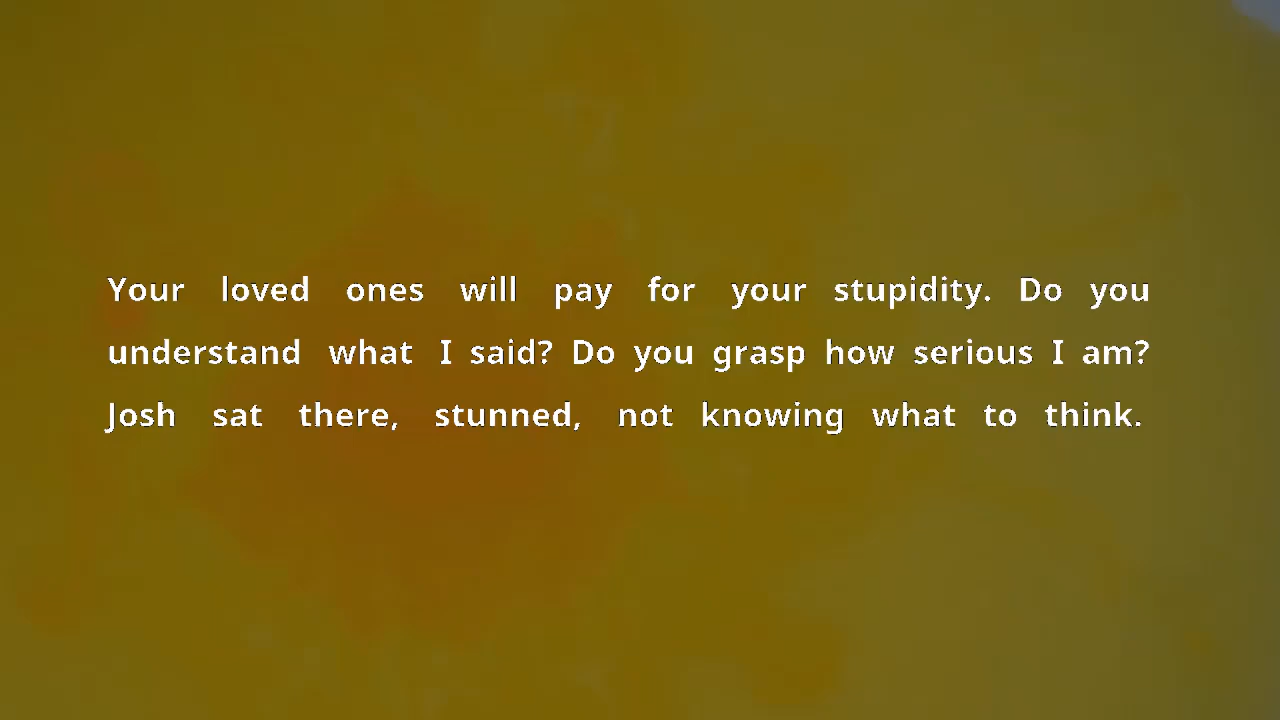 Your loved ones will pay for your stupidity. Do you
understand what I said? Do you grasp how serious I am?
Josh sat there, stunned, not knowing what to think.